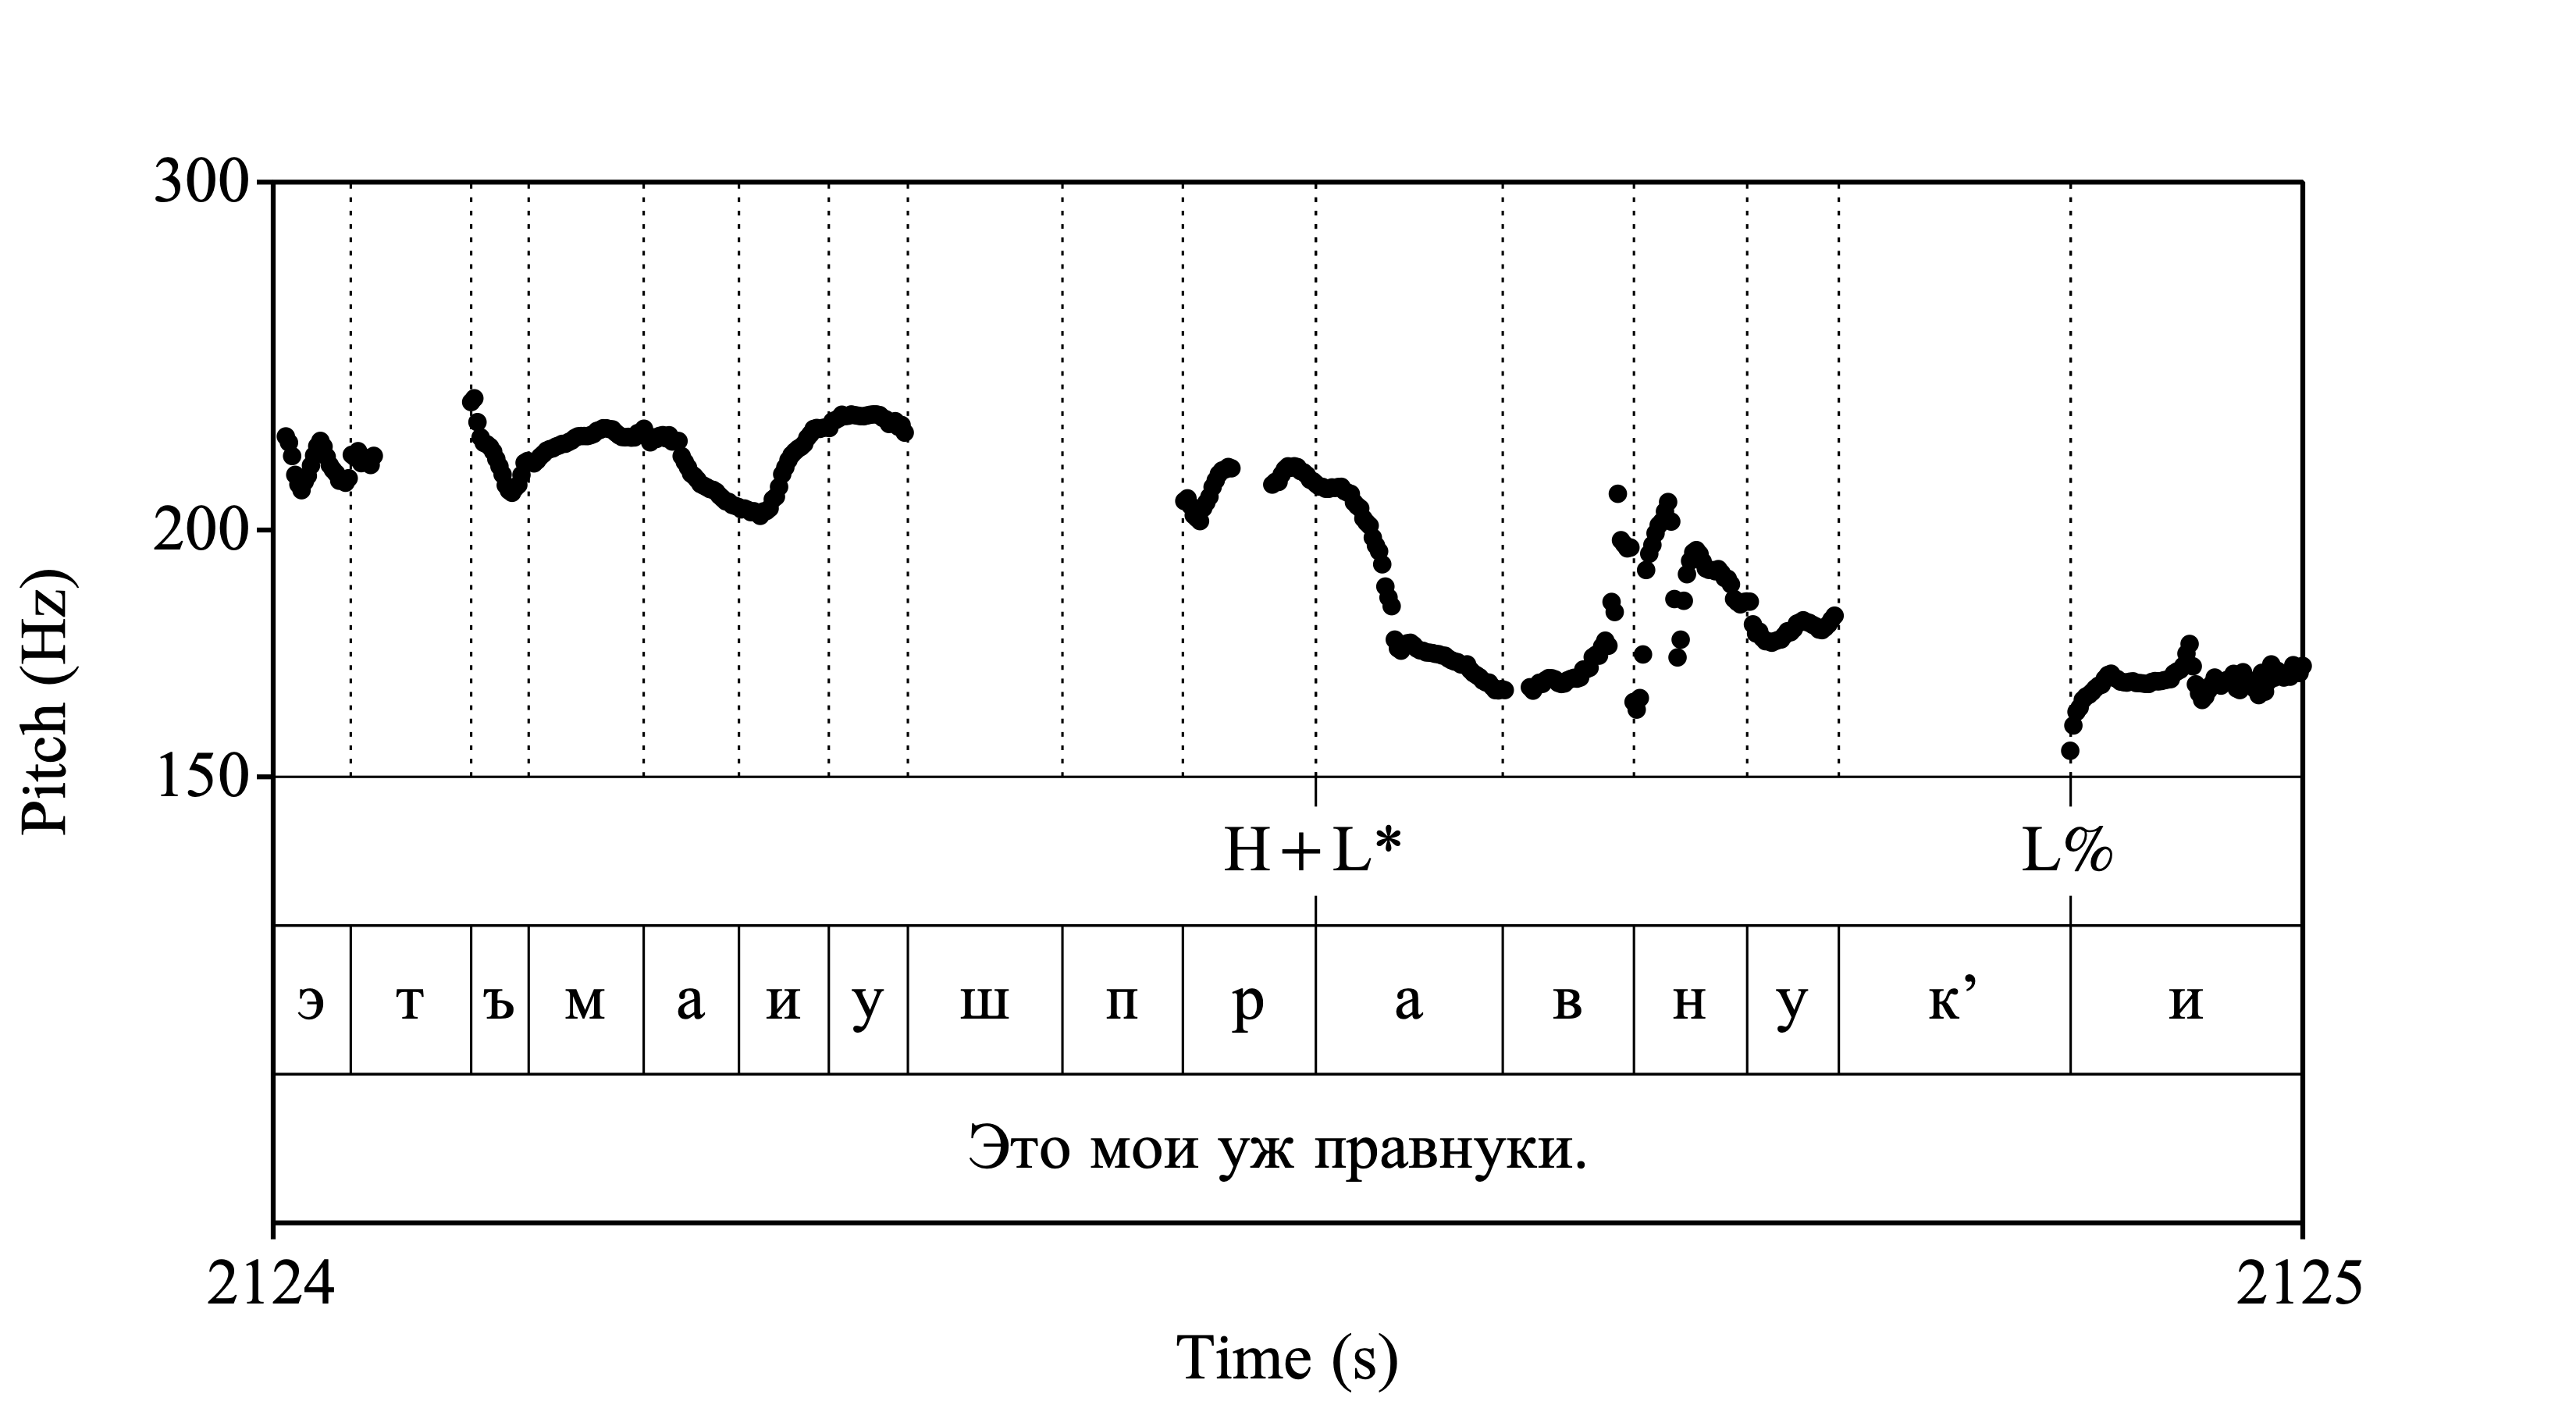 300
200
150
Pitch (Hz)
H+L* L%
э т ъ м а и у ш п р а в н у к’ и
Это мои уж правнуки.
2124 2125
Time (s)